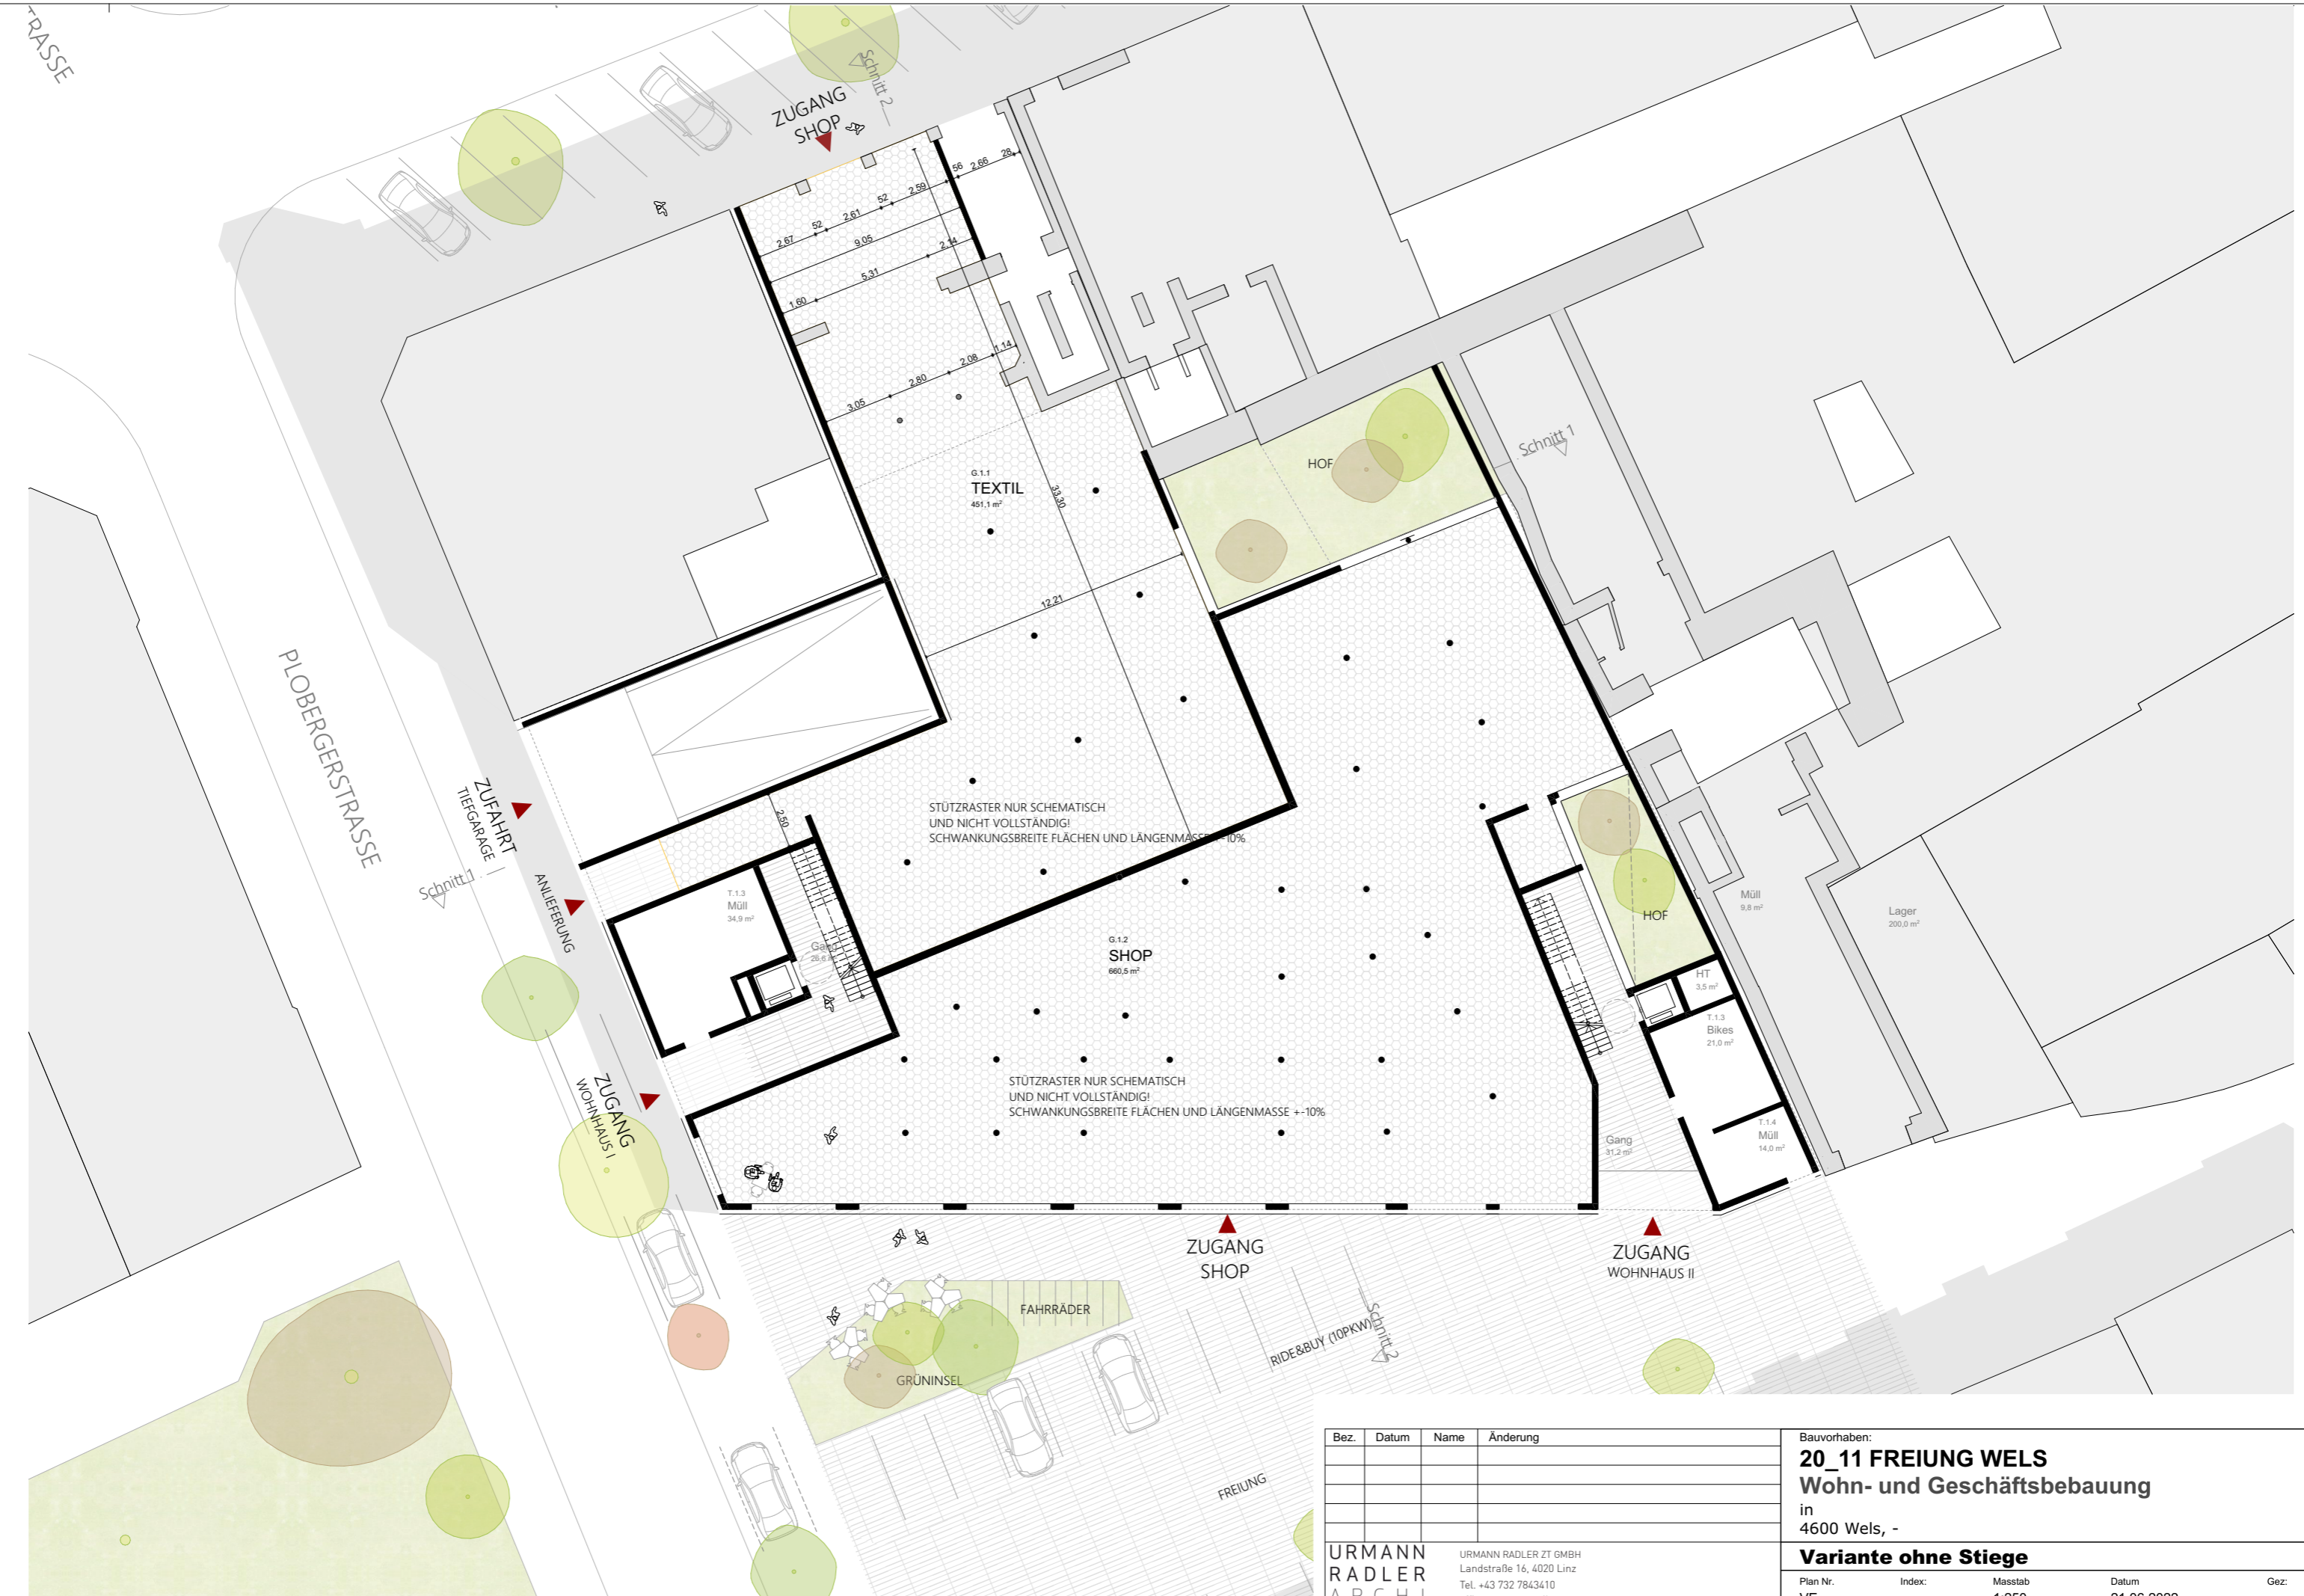 ZUGANG
SHOP
Schnitt 2
2,67
52
2,61
52
2,59
56
2,66
28
9,05
1,60
5,31
2,14
3,05
2,80
2,08
1,14
G.1.1
TEXTIL
451,1 m²
33,30
12,21
HOF
Schnitt 1
PLOBERGERSTRASSE
ZUFAHRT
TIEFGARAGE
Schnitt 1
ANLIEFERUNG
2,50
STÜTZRASTER NUR SCHEMATISCH
UND NICHT VOLLSTÄNDIG!
SCHWANKUNGSBREITE FLÄCHEN UND LÄNGENMASSE +-10%
T.1.3
Müll
34,9 m²
Gang
G.1.2
SHOP
660,5 m²
HOF
Müll
9,8 m²
Lager
200,0 m²
HT
3,5 m²
T.1.3
Bikes
21,0 m²
T.1.4
Müll
14,0 m²
Gang
31,2 m²
ZUGANG
WOHNHAUS I
STÜTZRASTER NUR SCHEMATISCH
UND NICHT VOLLSTÄNDIG!
SCHWANKUNGSBREITE FLÄCHEN UND LÄNGENMASSE +-10%
ZUGANG
SHOP
ZUGANG
WOHNHAUS II
FAHRRÄDER
GRÜNINSEL
RIDE&BUY (10PKW)
Schnitt 2
FREIUNG
Bez. Datum Name Änderung
Bauvorhaben:
20_11 FREIUNG WELS
Wohn- und Geschäftsbebauung
in
4600 Wels, -
Variante ohne Stiege
Plan Nr. Index: Masstab Datum Gez:
URMANN
RADLER
URMANN RADLER ZT GMBH
Landstraße 16, 4020 Linz
Tel. +43 732 7843410